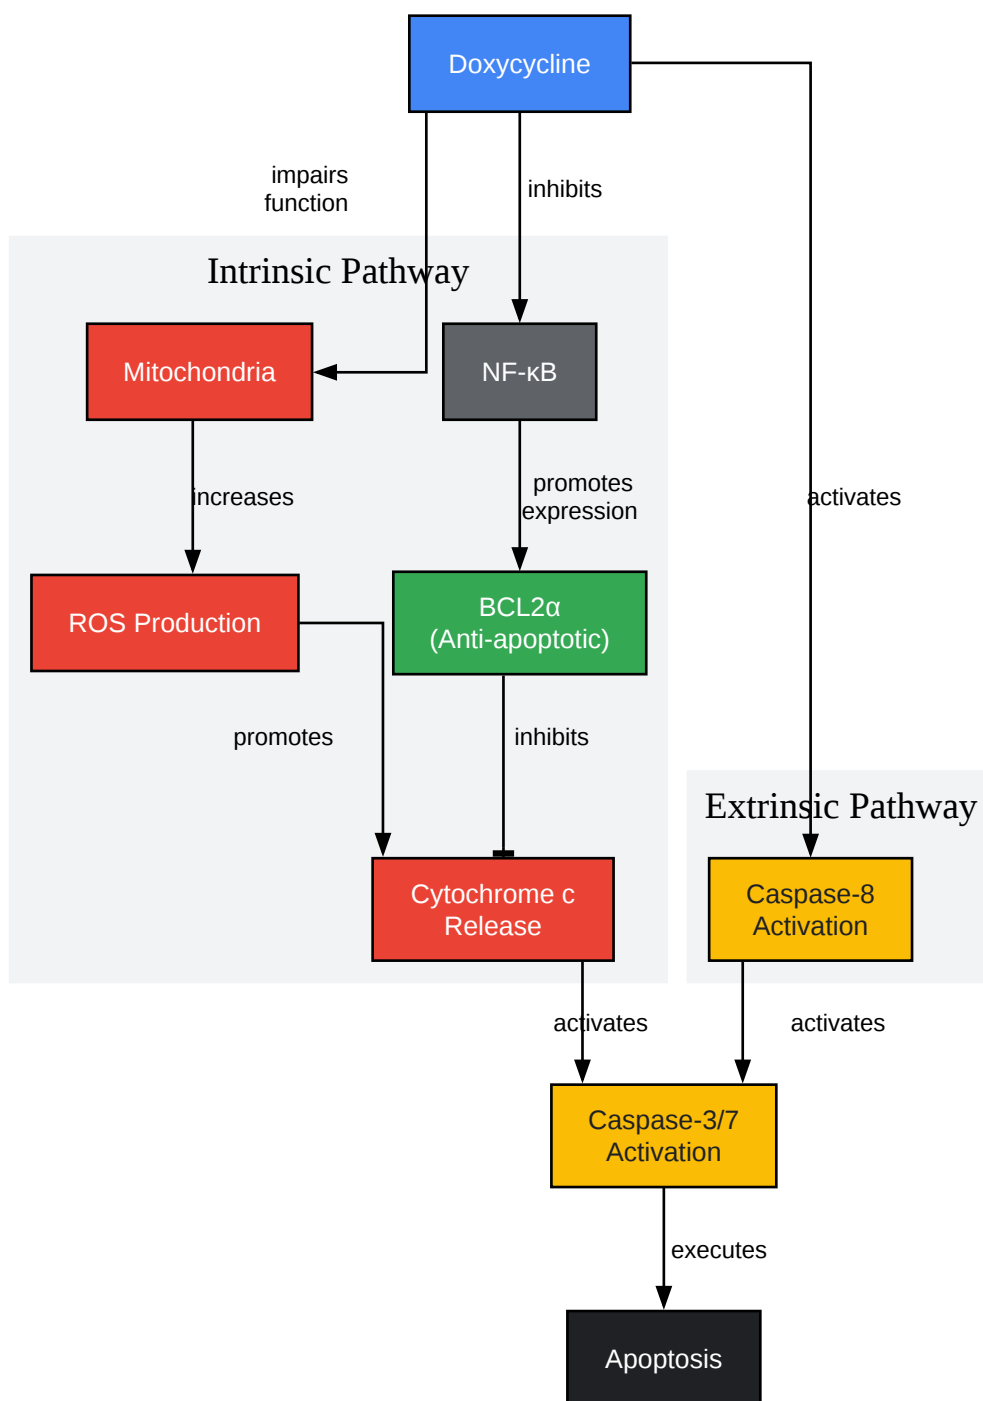 Doxycycline
impairs
function
inhibits
Intrinsic Pathway
Mitochondria
NF-κB
increases
promotes
expression
activates
ROS Production
BCL2α
(Anti-apoptotic)
promotes
inhibits
Extrinsic Pathway
Cytochrome c
Release
Caspase-8
Activation
activates
activates
Caspase-3/7
Activation
executes
Apoptosis